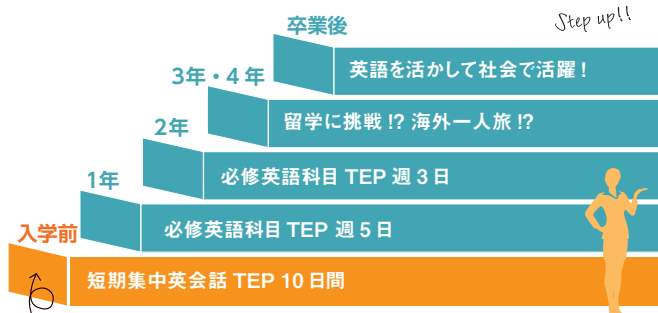 Step up!!
卒業後
英語を活かして社会で活躍！
3年・4年
留学に挑戦!? 海外一人旅!?
2年
必修英語科目 TEP 週3日
1年
必修英語科目 TEP 週5日
入学前
短期集中英会話 TEP 10日間